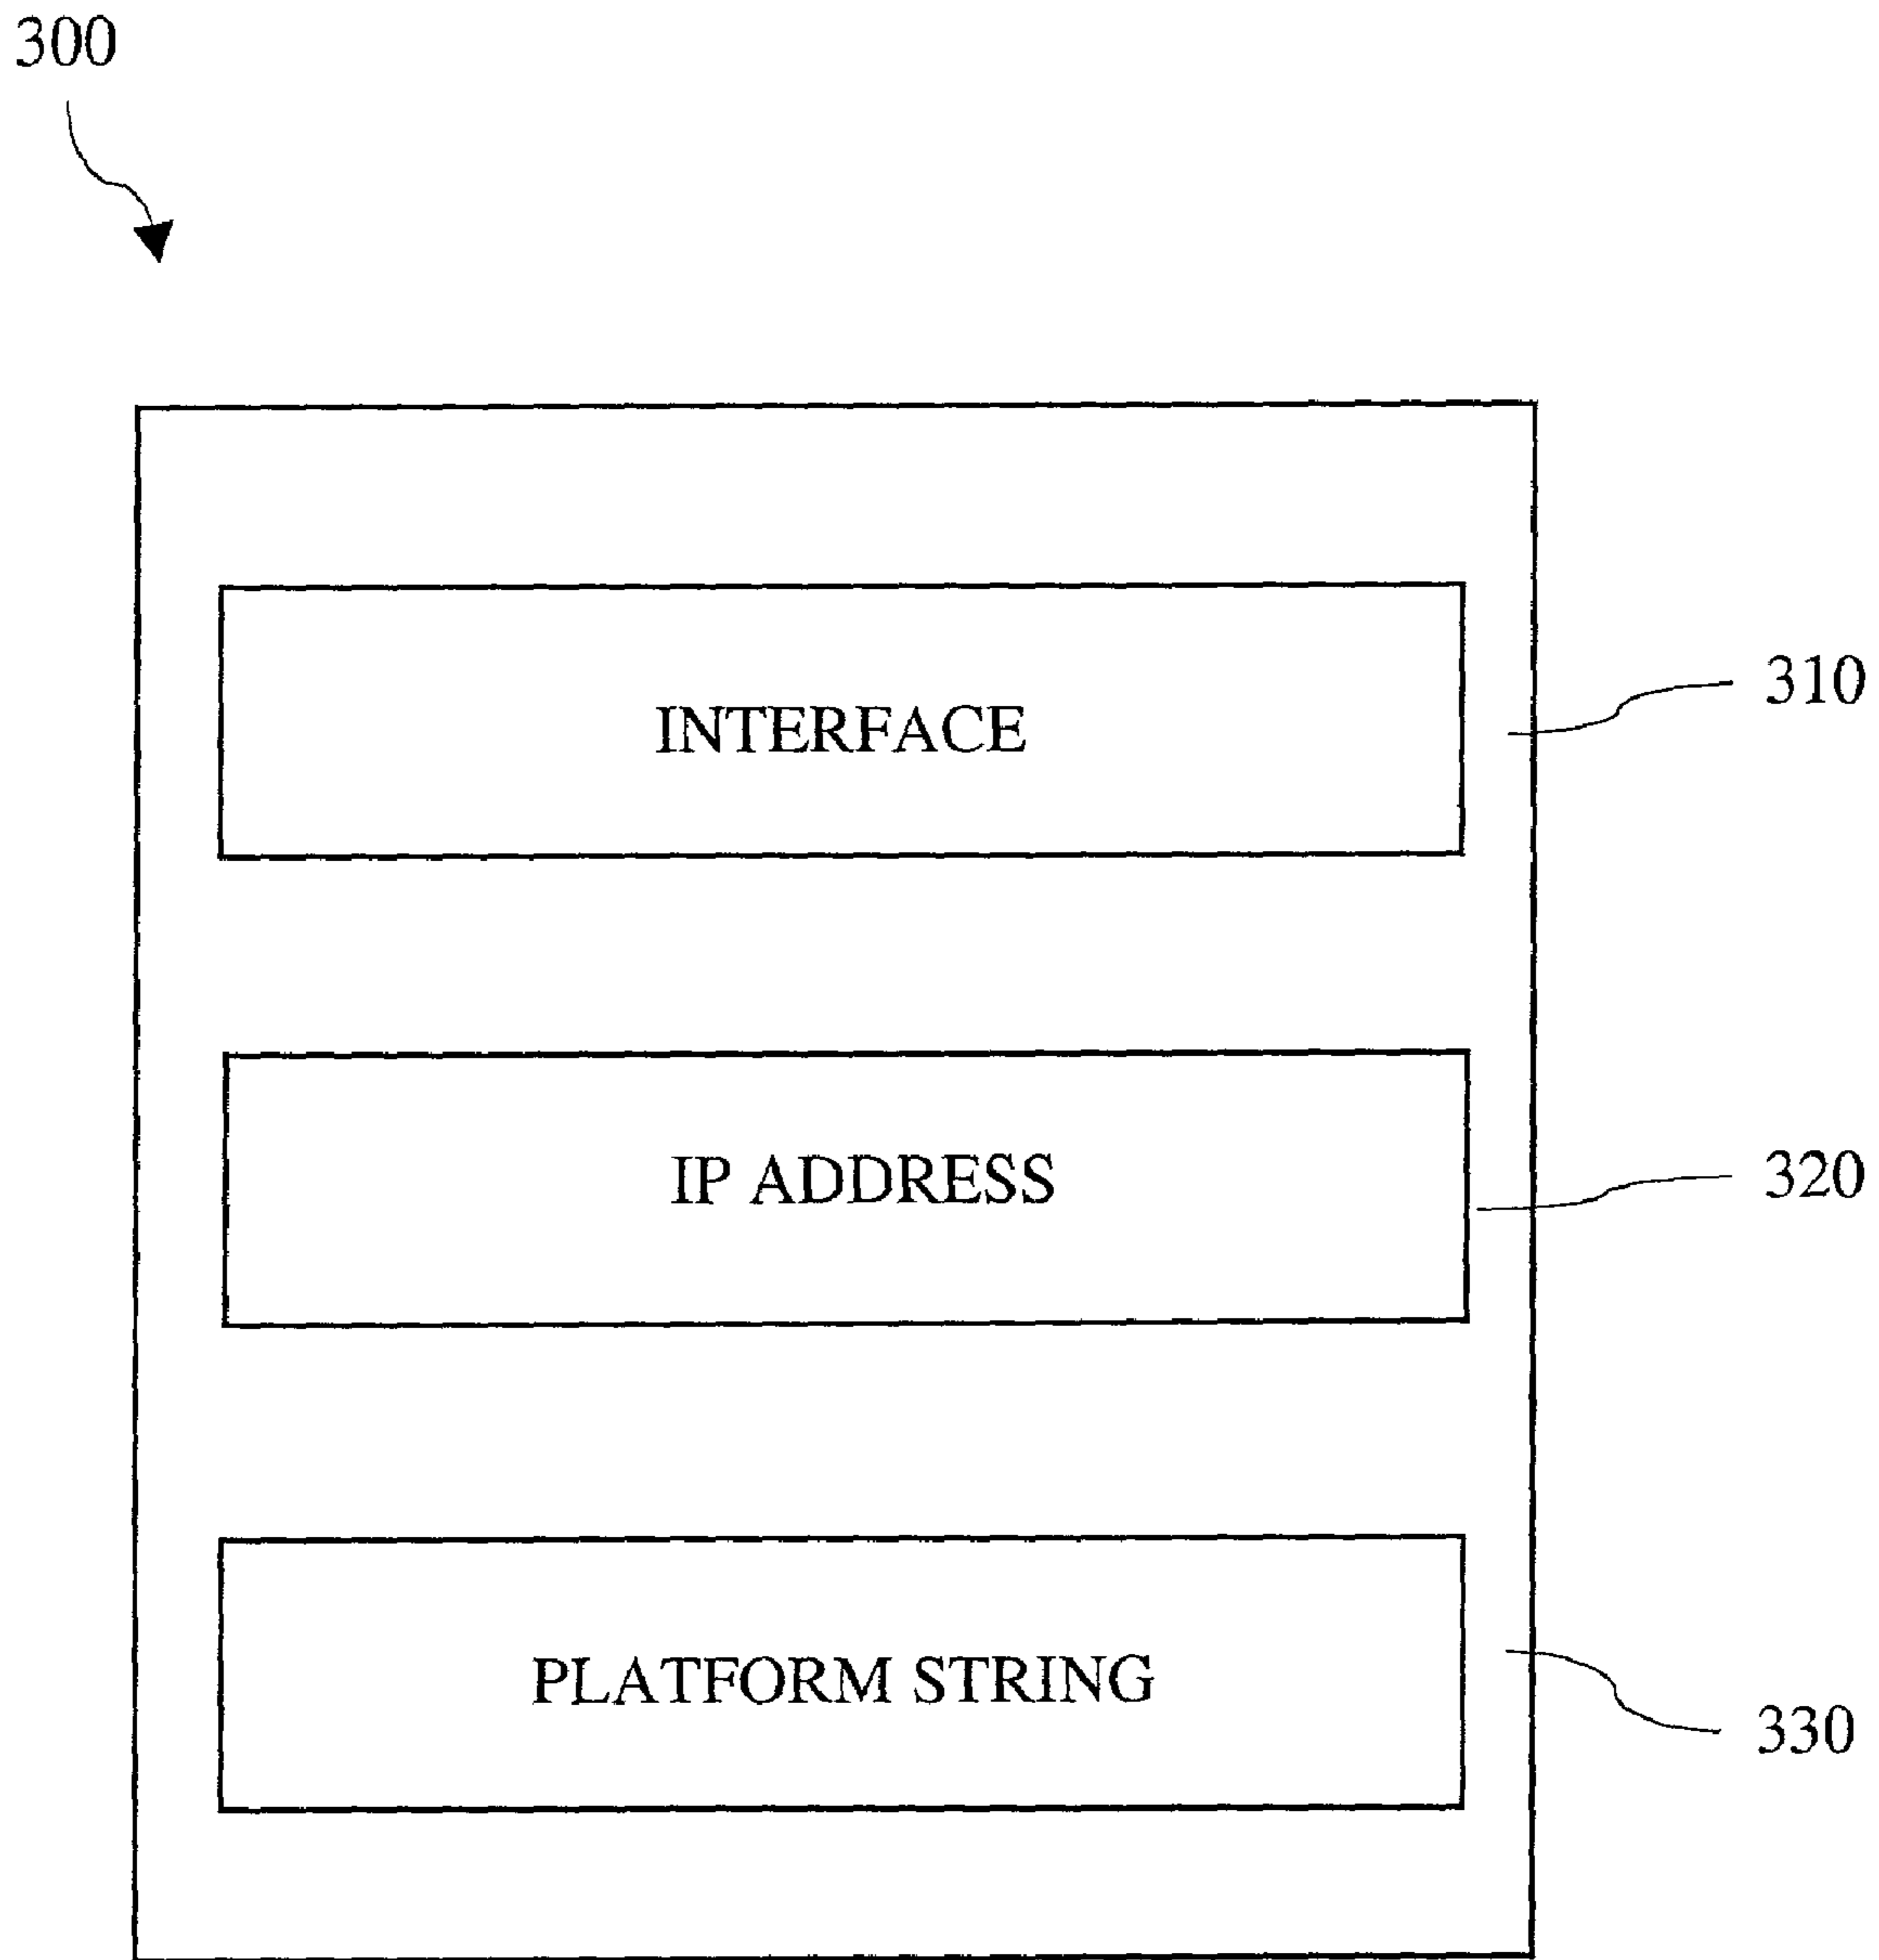 300
INTERFACE
310
IP ADDRESS
320
PLATFORM STRING
330